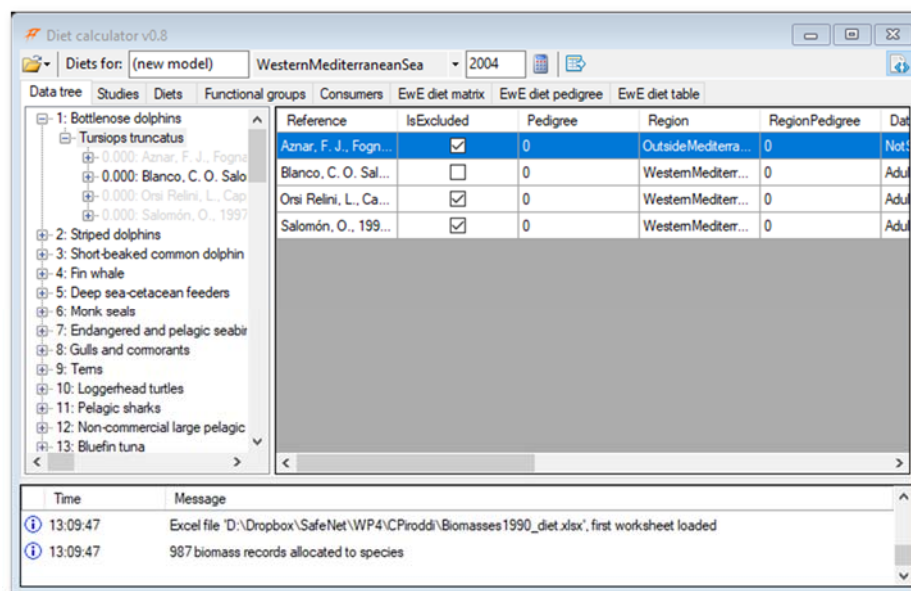 Diet calculator v0.8
Diets for: (new model) WesternMediterraneanSea 2004
Data tree Studies Diets Functional groups Consumers EwE diet matrix EwE diet pedigree EwE diet table
1: Bottlenose dolphins
Tursiops truncatus
0.000: Aznar, F. J., Fogna
0.000: Blanco, C. O. Salo
0.000: Orsi Relini, L., Cap
0.000: Salomón, O., 1997
2: Striped dolphins
3: Short-beaked common dolphin
4: Fin whale
5: Deep sea-cetacean feeders
6: Monk seals
7: Endangered and pelagic seabir
8: Gulls and cormorants
9: Terns
10: Loggerhead turtles
11: Pelagic sharks
12: Non-commercial large pelagic
13: Bluefin tuna
Reference IsExcluded Pedigree Region RegionPedigree Dat
Aznar, F. J., Fogn... 0 OutsideMediterra... 0 NotS
Blanco, C. O. Sal... 0 WesternMediterr... 0 Adul
Orsi Relini, L., Ca... 0 WesternMediterr... 0 Adul
Salomón, O., 199... 0 WesternMediterr... 0 Adul
Time Message
13:09:47 Excel file 'D:\Dropbox\SafeNet\WP4\CPiroddi\Biomasses1990_diet.xlsx', first worksheet loaded
13:09:47 987 biomass records allocated to species